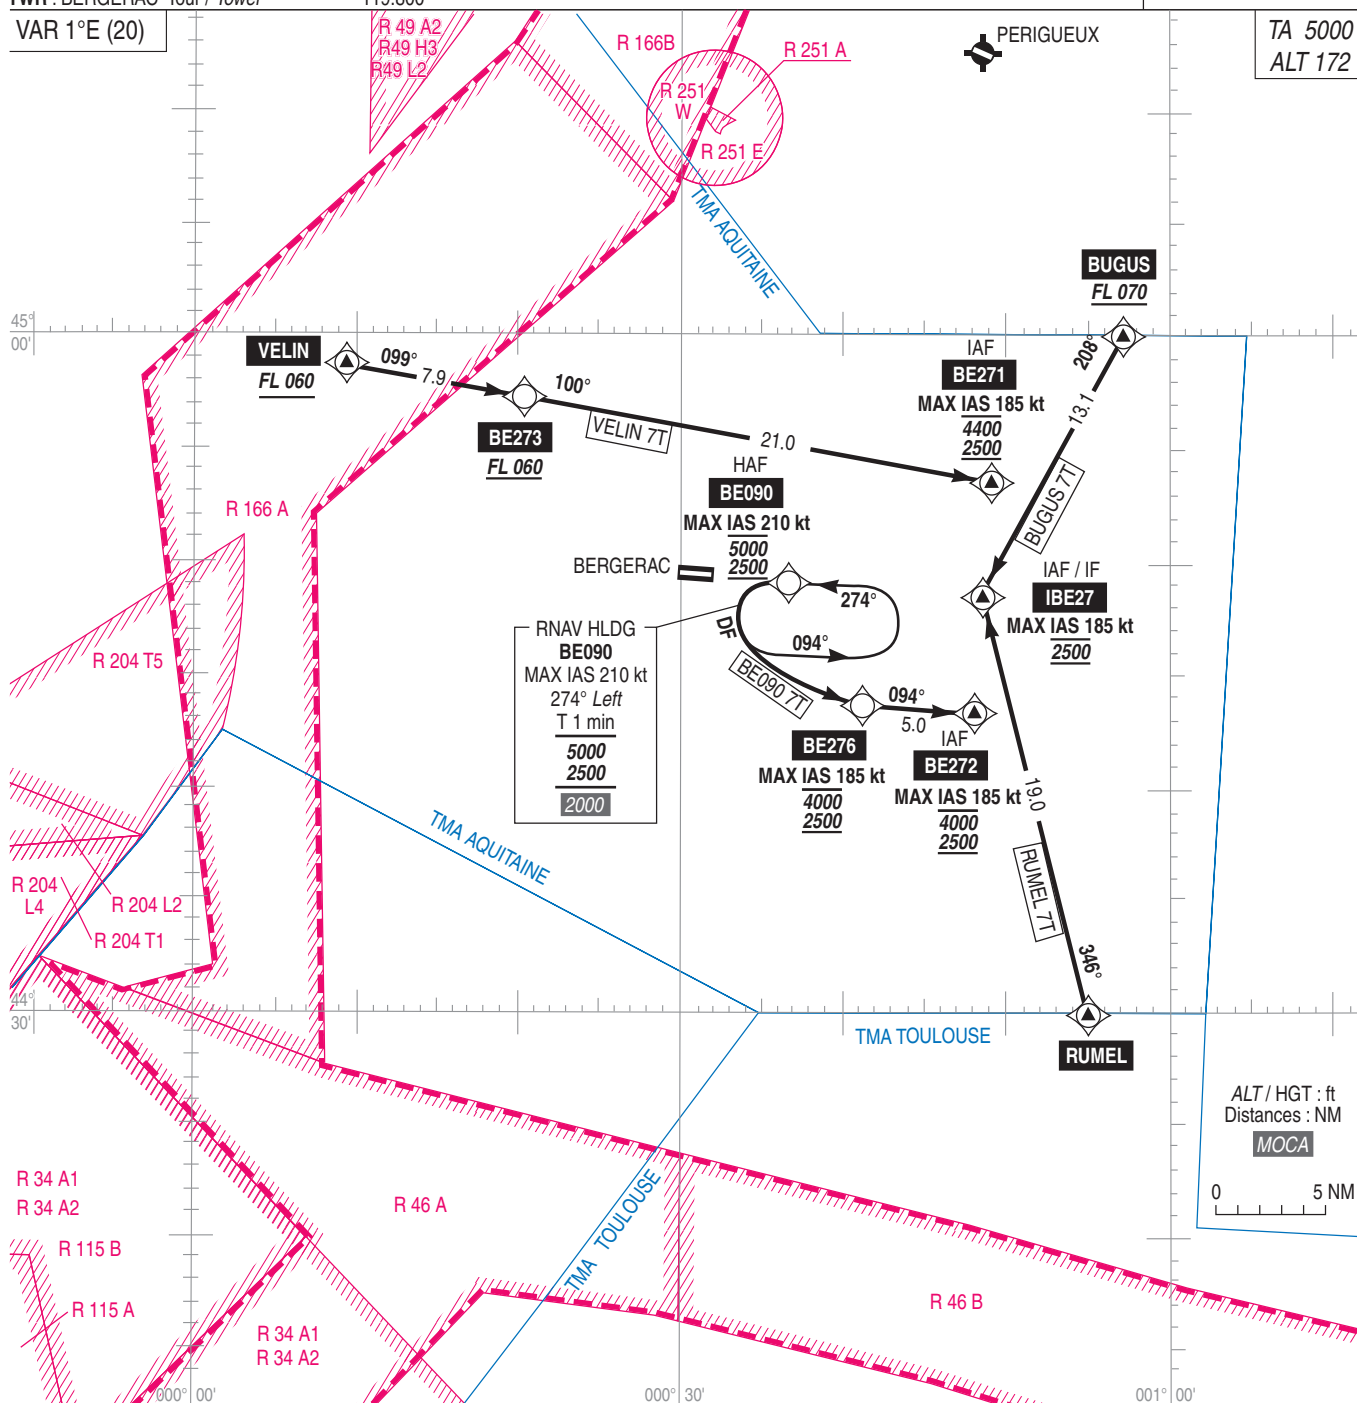 TWR : BERGERAC Tour / Tower 119.800
VAR 1°E (20)
TA 5000
ALT 172
R 49 A2
R49 H3
R49 L2
R 166B
R 251 A
R 251
W
R 251 E
PERIGUEUX
TMA AQUITAINE
BUGUS
FL 070
45°
00'
VELIN
FL 060
099°
7.9
100°
BE273
FL 060
VELIN 7T
21.0
IAF
BE271
MAX IAS 185 kt
4400
2500
208°
13.1
BUGUS 7T
HAF
BE090
MAX IAS 210 kt
5000
2500
R 166 A
BERGERAC
274°
094°
DF
BE090 7T
IAF / IF
IBE27
MAX IAS 185 kt
2500
RNAV HLDG
BE090
MAX IAS 210 kt
274° Left
T 1 min
5000
2500
2000
R 204 T5
094°
5.0
BE276
MAX IAS 185 kt
4000
2500
IAF
BE272
MAX IAS 185 kt
4000
2500
19.0
RUMEL 7T
346°
TMA AQUITAINE
R 204
L4
R 204 L2
R 204 T1
44°
30'
TMA TOULOUSE
RUMEL
ALT / HGT : ft
Distances : NM
MOCA
0 5 NM
R 34 A1
R 34 A2
R 46 A
TMA TOULOUSE
R 115 B
R 115 A
R 34 A1
R 34 A2
R 46 B
000° 00'
000° 30'
001° 00'